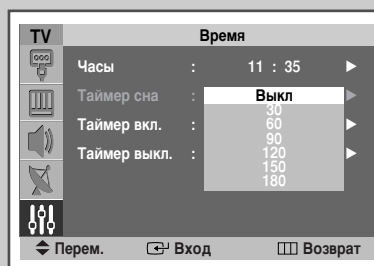 TV Время
Часы : 11 : 35
Таймер сна : Выкл
30
Таймер вкл. : 60
90
Таймер выкл. : 120
150
180
Перем. Вход Возврат